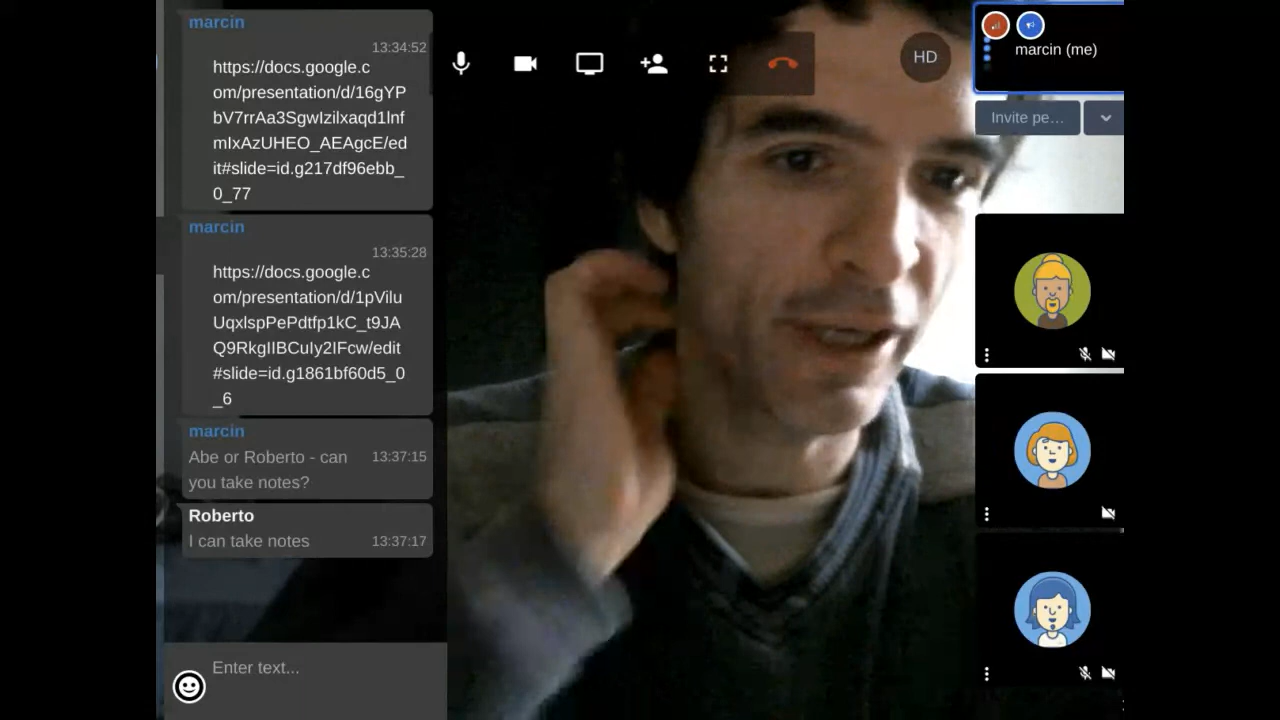 marcin
13:34:52
https://docs.google.c
om/presentation/d/16gYP
bV7rrAa3SgwIzilxaqd1lnf
mIxAzUHEO_AEAgcE/ed
it#slide=id.g217df96ebb_
0_77
marcin
13:35:28
https://docs.google.c
om/presentation/d/1pVilu
UqxlspPePdtfp1kC_t9JA
Q9RkgIIBCuIy2IFcw/edit
#slide=id.g1861bf60d5_0
_6
marcin
Abe or Roberto - can 13:37:15
you take notes?
Roberto
I can take notes 13:37:17
Enter text...
HD
marcin (me)
Invite pe...